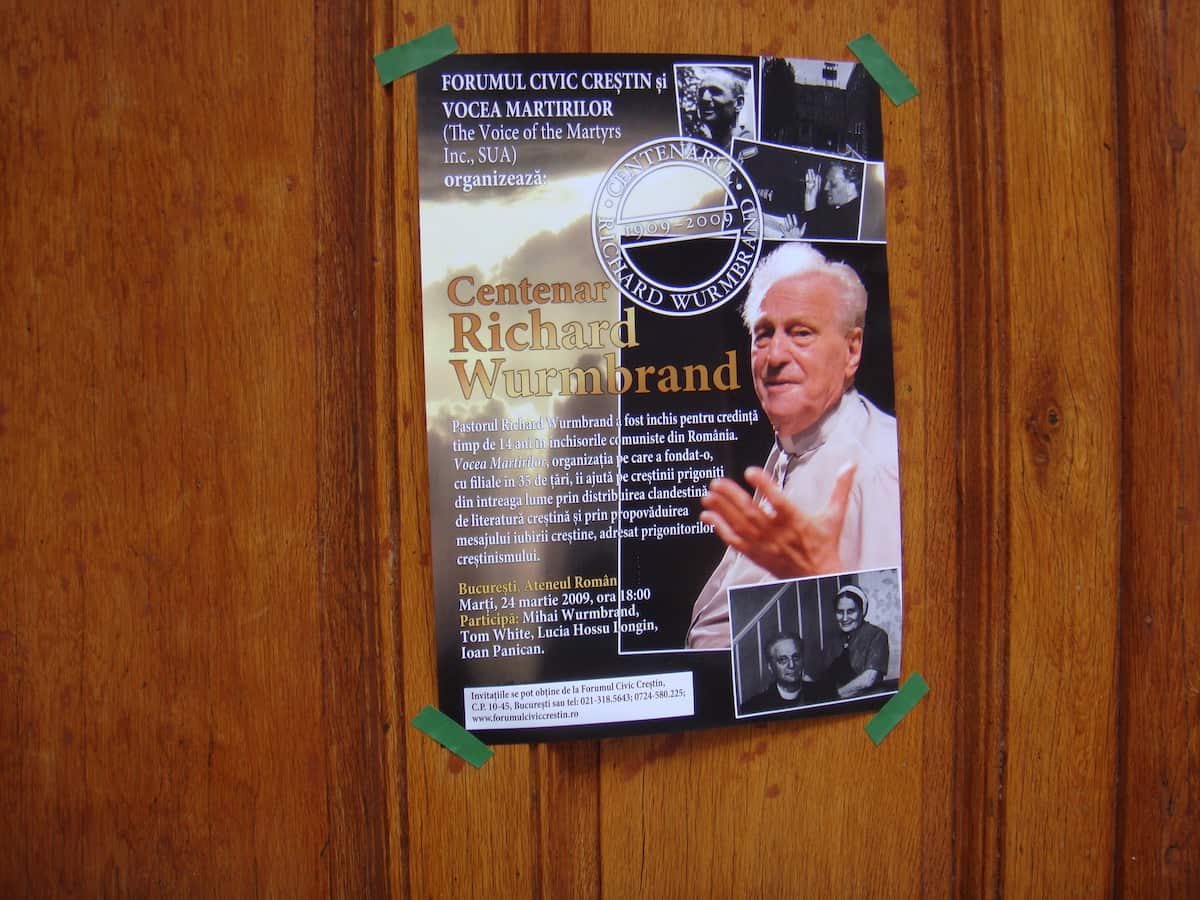 FORUMUL CIVIC CREȘTIN și
VOCEA MARTIRILOR
(The Voice of the Martyrs
Inc., SUA)
organizează:
• CENTENARUL •
1909–2009
RICHARD WURMBRAND
Centenar
Richard
Wurmbrand
Pastorul Richard Wurmbrand a fost închis pentru credință
timp de 14 ani în închisorile comuniste din România.
Vocea Martirilor, organizația pe care a fondat-o,
cu filiale în 35 de țări, îi ajută pe creștinii prigoniți
din întreaga lume prin distribuirea clandestină
de literatură creștină și prin propovăduirea
mesajului iubirii creștine, adresat prigonitorilor
creștinismului.
București, Ateneul Român
Marți, 24 martie 2009, ora 18:00
Participă: Mihai Wurmbrand,
Tom White, Lucia Hossu Longin,
Ioan Panican.
Invitațiile se pot obține de la Forumul Civic Creștin,
C.P. 10-45, București sau tel: 021-318.5643; 0724-580.225;
www.forumulciviccrestin.ro